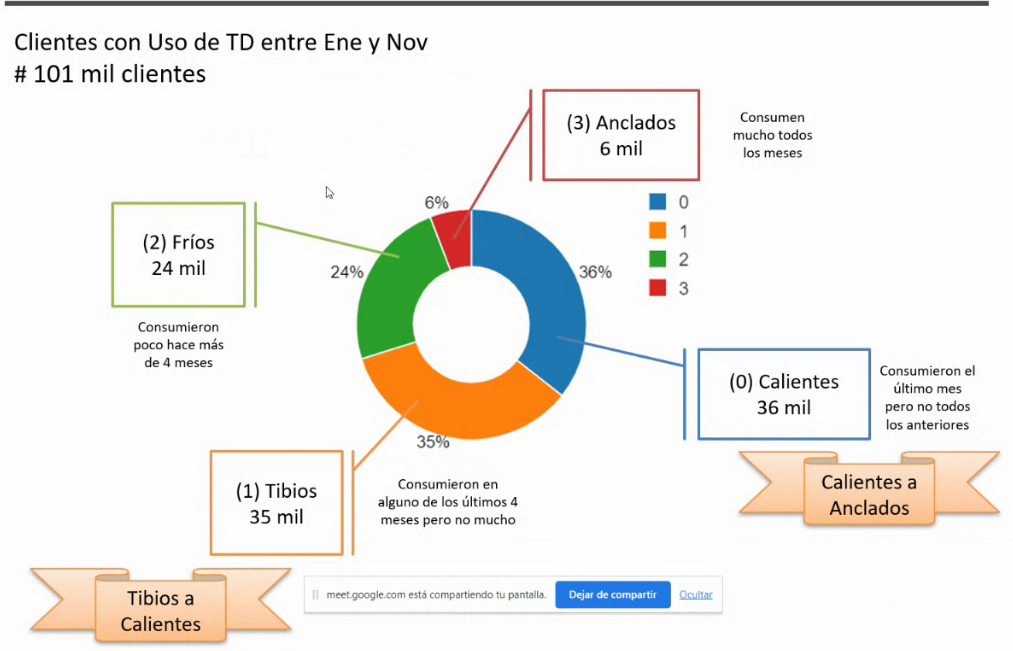 Clientes con Uso de TD entre Ene y Nov
# 101 mil clientes
(3) Anclados
6 mil
Consumen
mucho todos
los meses
0
1
2
3
6%
(2) Fríos
24 mil
24%
36%
Consumieron
poco hace más
de 4 meses
(0) Calientes
36 mil
Consumieron el
último mes
pero no todos
los anteriores
35%
(1) Tibios
35 mil
Consumieron en
alguno de los últimos 4
meses pero no mucho
Calientes a
Anclados
Tibios a
Calientes
meet.google.com está compartiendo tu pantalla.
Dejar de compartir
Ocultar